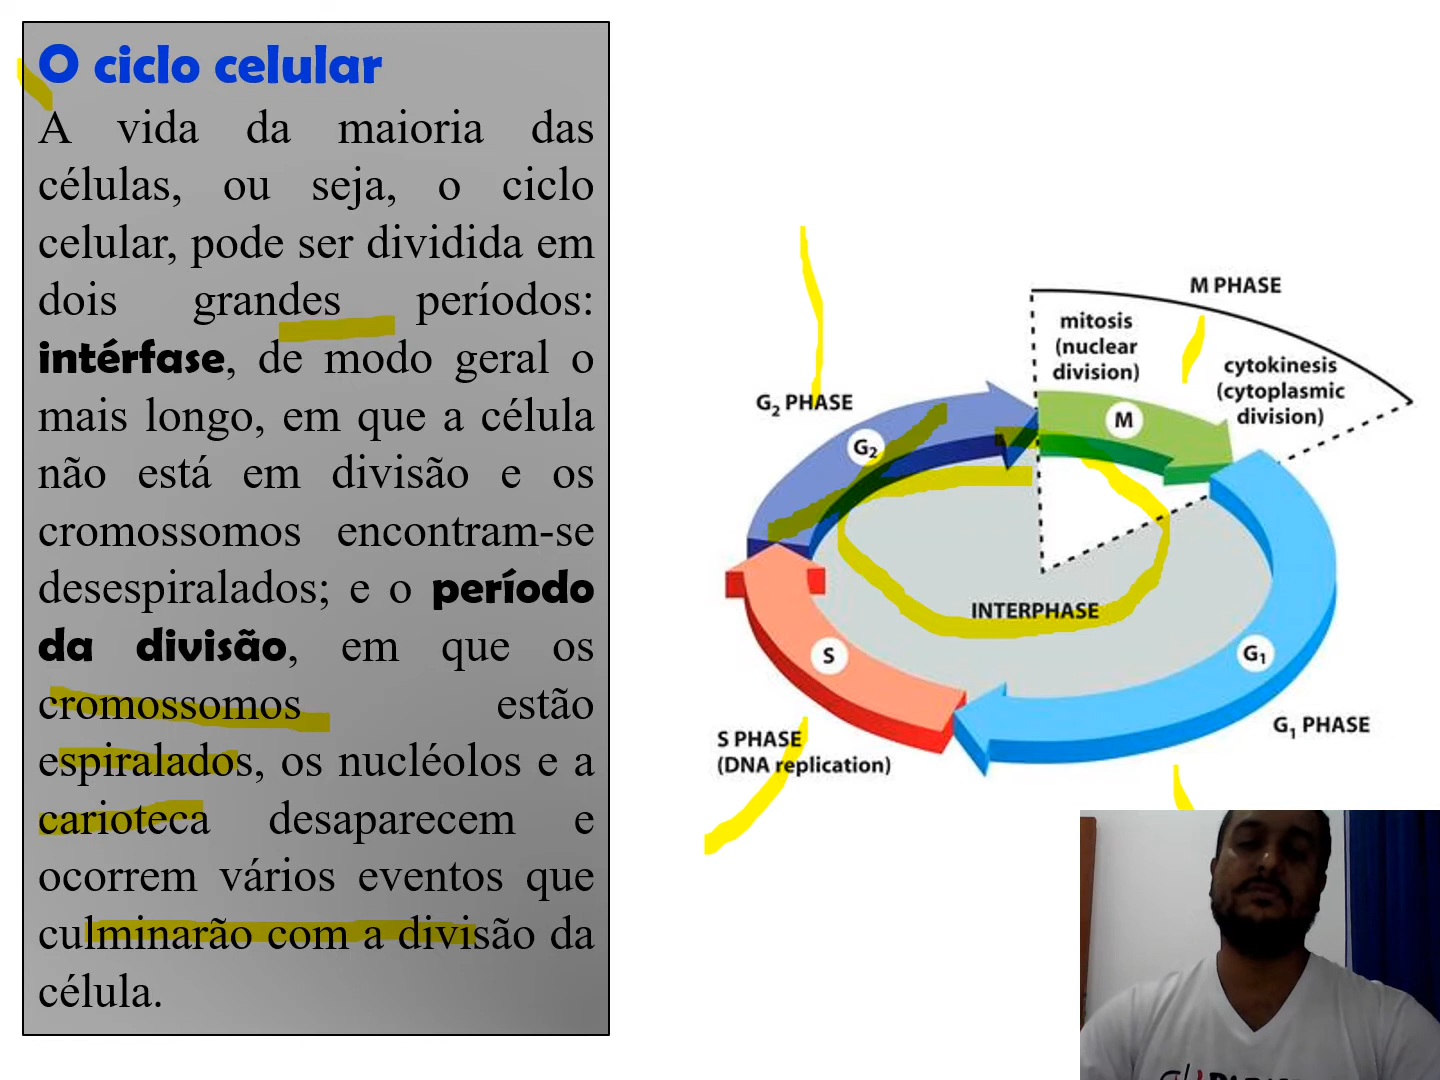 O ciclo celular
A vida da maioria das
células, ou seja, o ciclo
celular, pode ser dividida em
dois grandes períodos:
intérfase, de modo geral o
mais longo, em que a célula
não está em divisão e os
cromossomos encontram-se
desespiralados; e o período
da divisão, em que os
cromossomos estão
espiralados, os nucléolos e a
carioteca desaparecem e
ocorrem vários eventos que
culminarão com a divisão da
célula.
M PHASE
mitosis
(nuclear
division)
cytokinesis
(cytoplasmic
division)
G₂ PHASE
M
G₂
INTERPHASE
S
G₁
G₁ PHASE
S PHASE
(DNA replication)